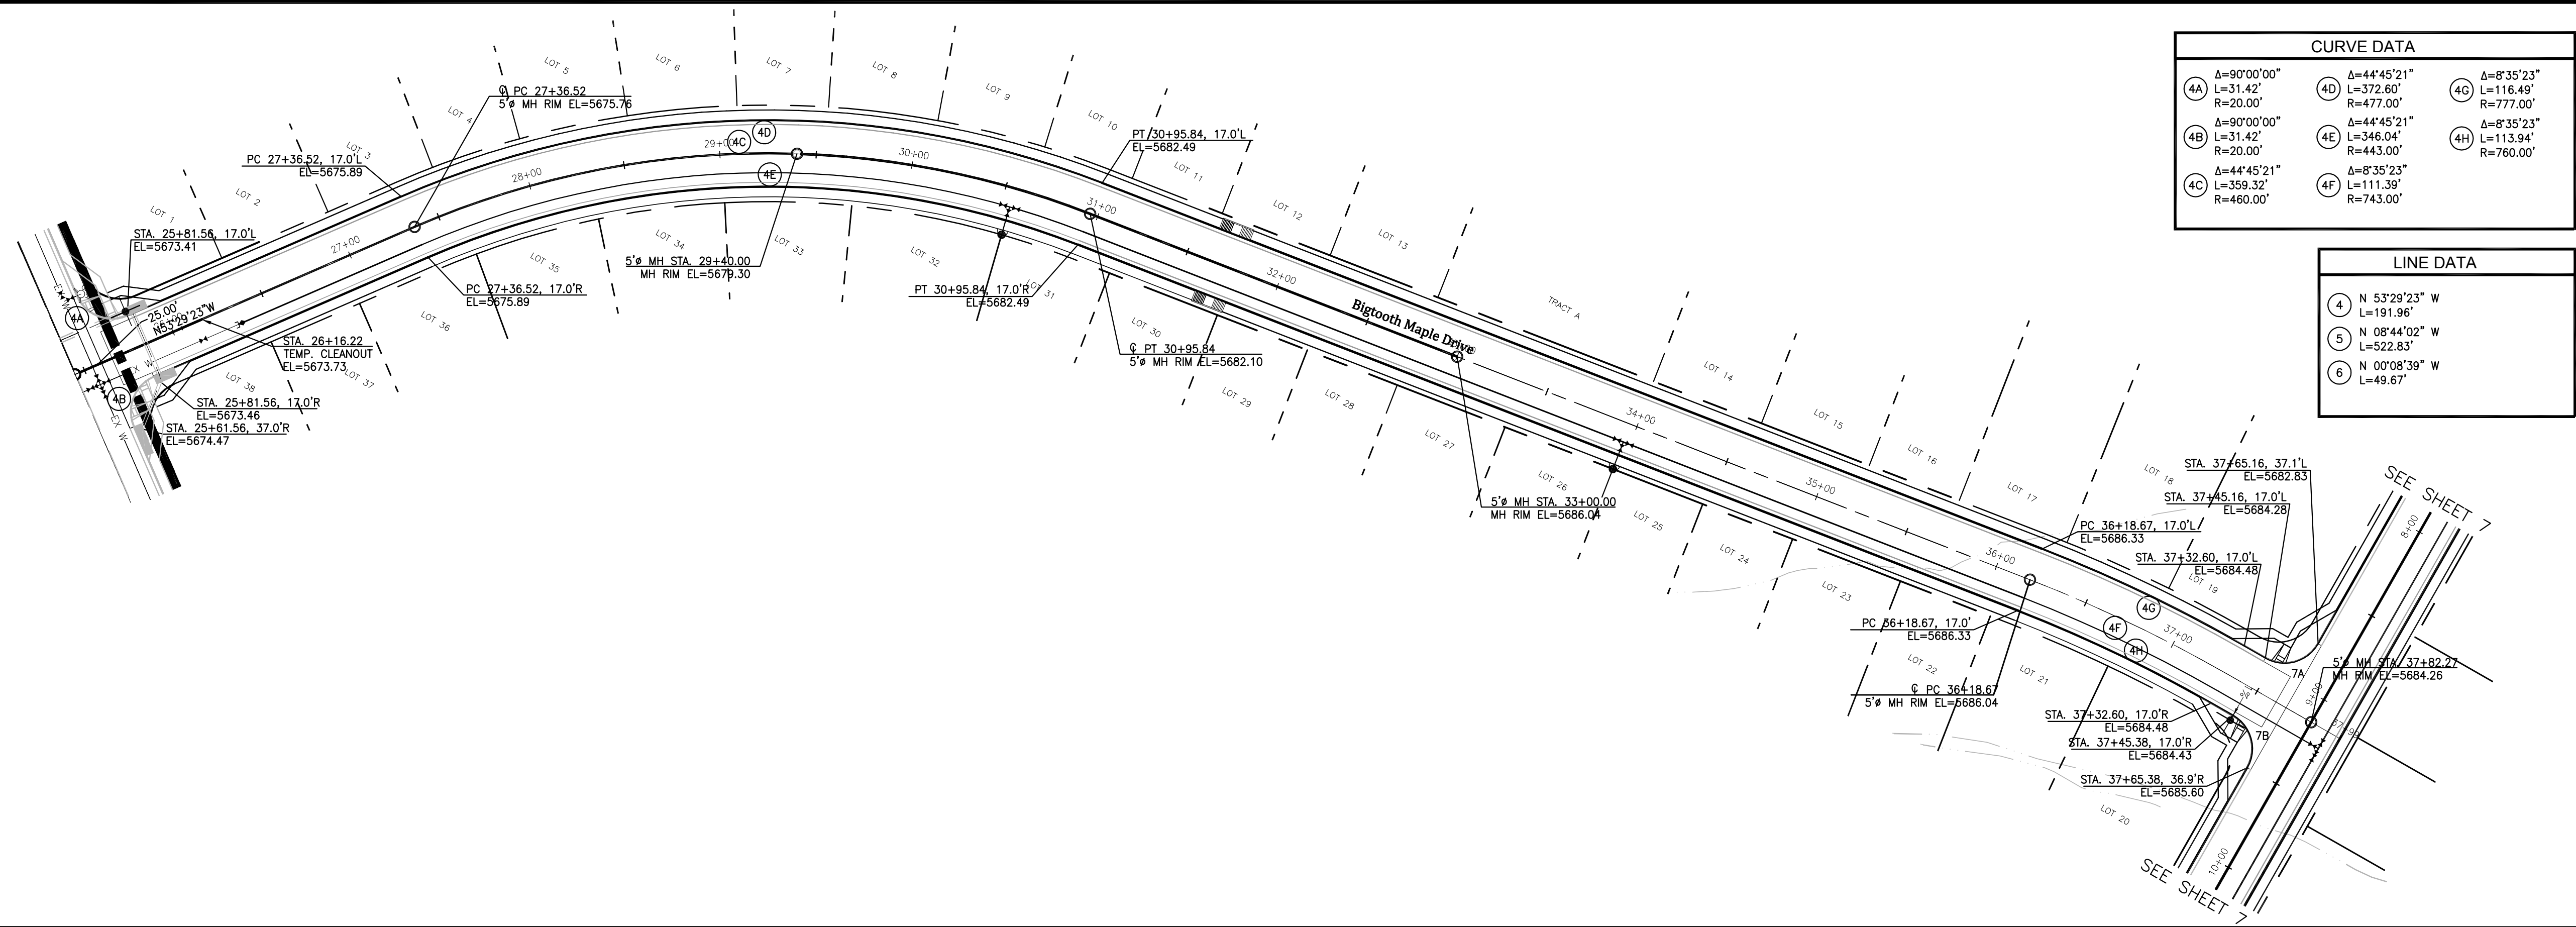 CURVE DATA
4A
Δ=90°00'00"
L=31.42'
R=20.00'
4B
Δ=90°00'00"
L=31.42'
R=20.00'
4C
Δ=44°45'21"
L=359.32'
R=460.00'
4D
Δ=44°45'21"
L=372.60'
R=477.00'
4E
Δ=44°45'21"
L=346.04'
R=443.00'
4F
Δ=8°35'23"
L=111.39'
R=743.00'
4G
Δ=8°35'23"
L=116.49'
R=777.00'
4H
Δ=8°35'23"
L=113.94'
R=760.00'
LINE DATA
4
N 53°29'23" W
L=191.96'
5
N 08°44'02" W
L=522.83'
6
N 00°08'39" W
L=49.67'
LOT 1
LOT 2
LOT 3
LOT 4
LOT 5
LOT 6
LOT 7
LOT 8
LOT 9
LOT 10
LOT 11
LOT 12
LOT 13
TRACT A
LOT 14
LOT 15
LOT 16
LOT 17
LOT 18
LOT 19
℄ PC 27+36.52
5'ø MH RIM EL=5675.76
PC 27+36.52, 17.0'L
EL=5675.89
STA. 25+81.56, 17.0'L
EL=5673.41
PT 30+95.84, 17.0'L
EL=5682.49
4D
4C
4E
27+00
28+00
29+00
30+00
31+00
32+00
34+00
35+00
36+00
37+00
EX W
4A
25.00'
N53°29'23"W
X W
4B
EX W
STA. 26+16.22
TEMP. CLEANOUT
EL=5673.73
STA. 25+81.56, 17.0'R
EL=5673.46
STA. 25+61.56, 37.0'R
EL=5674.47
PC 27+36.52, 17.0'R
EL=5675.89
5'ø MH STA. 29+40.00
MH RIM EL=5679.30
PT 30+95.84, 17.0'R
EL=5682.49
℄ PT 30+95.84
5'ø MH RIM EL=5682.10
Bigtooth Maple Drive
5'ø MH STA. 33+00.00
MH RIM EL=5686.04
LOT 38
LOT 37
LOT 36
LOT 35
LOT 34
LOT 33
LOT 32
LOT 31
LOT 30
LOT 29
LOT 28
LOT 27
LOT 26
LOT 25
LOT 24
LOT 23
LOT 22
LOT 21
LOT 20
STA. 37+65.16, 37.1'L
EL=5682.83
STA. 37+45.16, 17.0'L
EL=5684.28
PC 36+18.67, 17.0'L
EL=5686.33
STA. 37+32.60, 17.0'L
EL=5684.48
4G
4F
4H
PC 36+18.67, 17.0'
EL=5686.33
℄ PC 36+18.67
5'ø MH RIM EL=5686.04
5'ø MH STA. 37+82.27
MH RIM EL=5684.26
7A
7B
STA. 37+32.60, 17.0'R
EL=5684.48
STA. 37+45.38, 17.0'R
EL=5684.43
STA. 37+65.38, 36.9'R
EL=5685.60
8+00
9+00
10+00
SEE SHEET 7
SEE SHEET 7